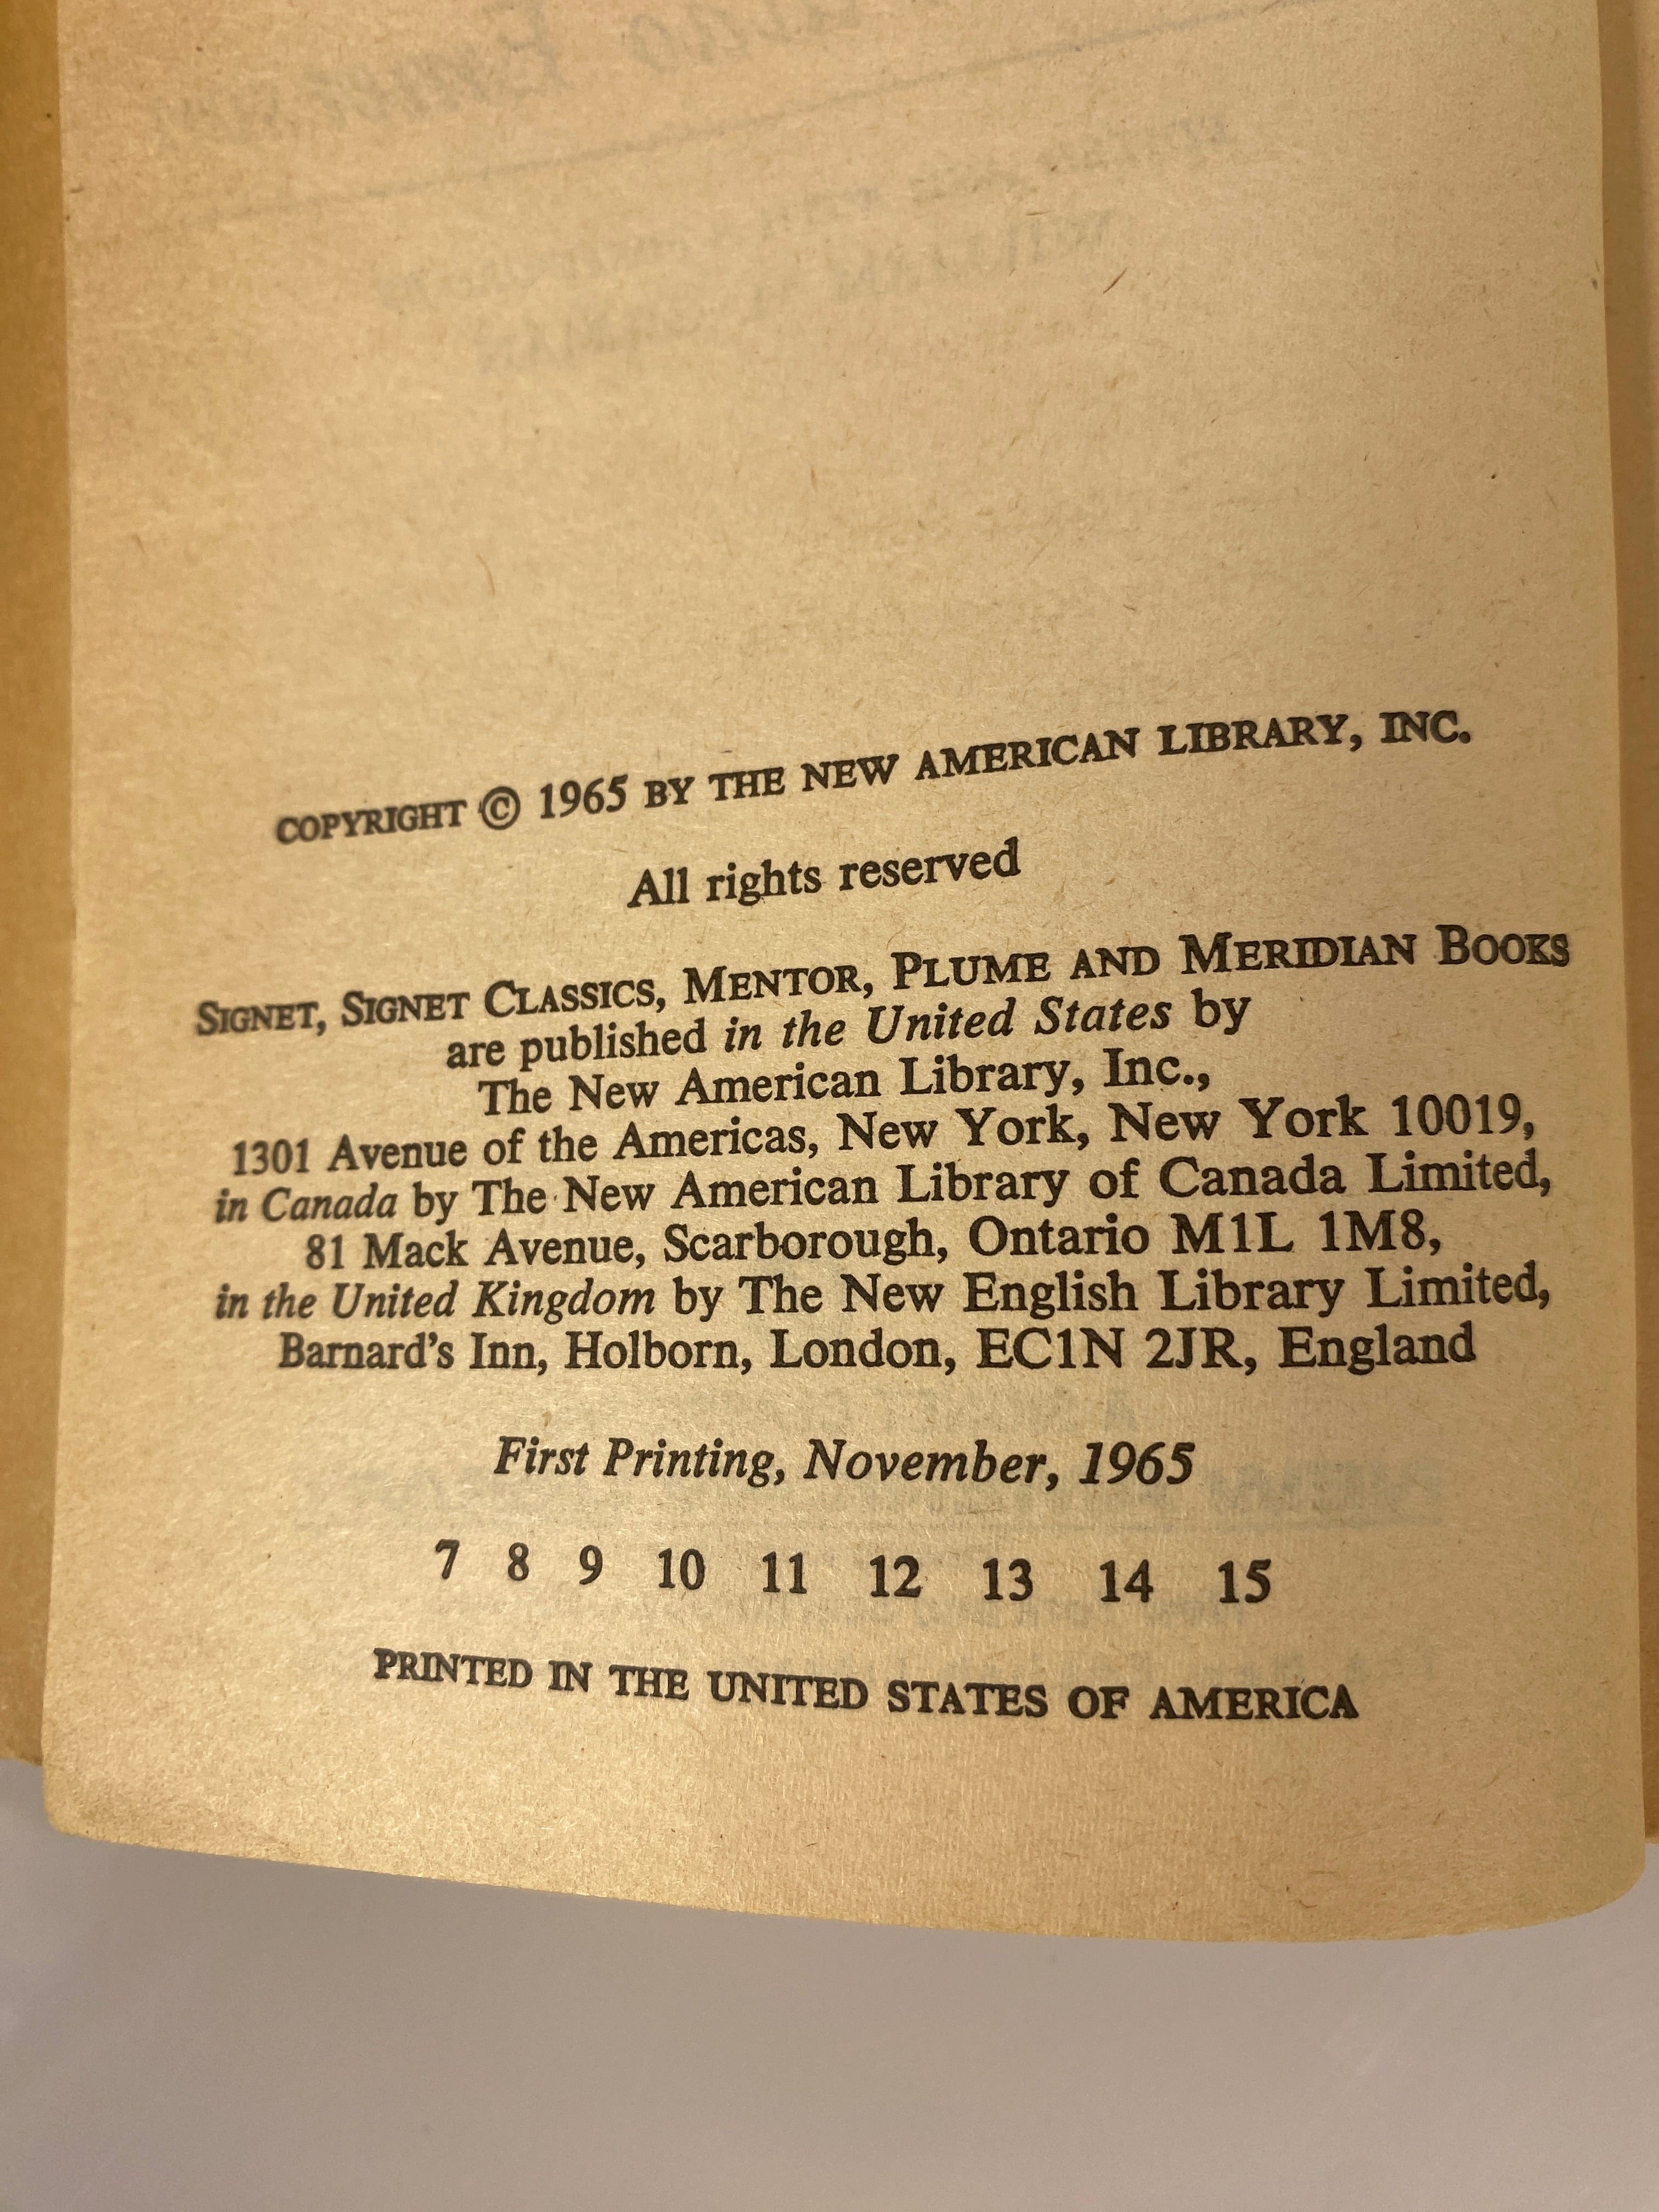 COPYRIGHT © 1965 BY THE NEW AMERICAN LIBRARY, INC.
All rights reserved
SIGNET, SIGNET CLASSICS, MENTOR, PLUME AND MERIDIAN BOOKS
are published in the United States by
The New American Library, Inc.,
1301 Avenue of the Americas, New York, New York 10019,
in Canada by The New American Library of Canada Limited,
81 Mack Avenue, Scarborough, Ontario M1L 1M8,
in the United Kingdom by The New English Library Limited,
Barnard's Inn, Holborn, London, EC1N 2JR, England
First Printing, November, 1965
7 8 9 10 11 12 13 14 15
PRINTED IN THE UNITED STATES OF AMERICA